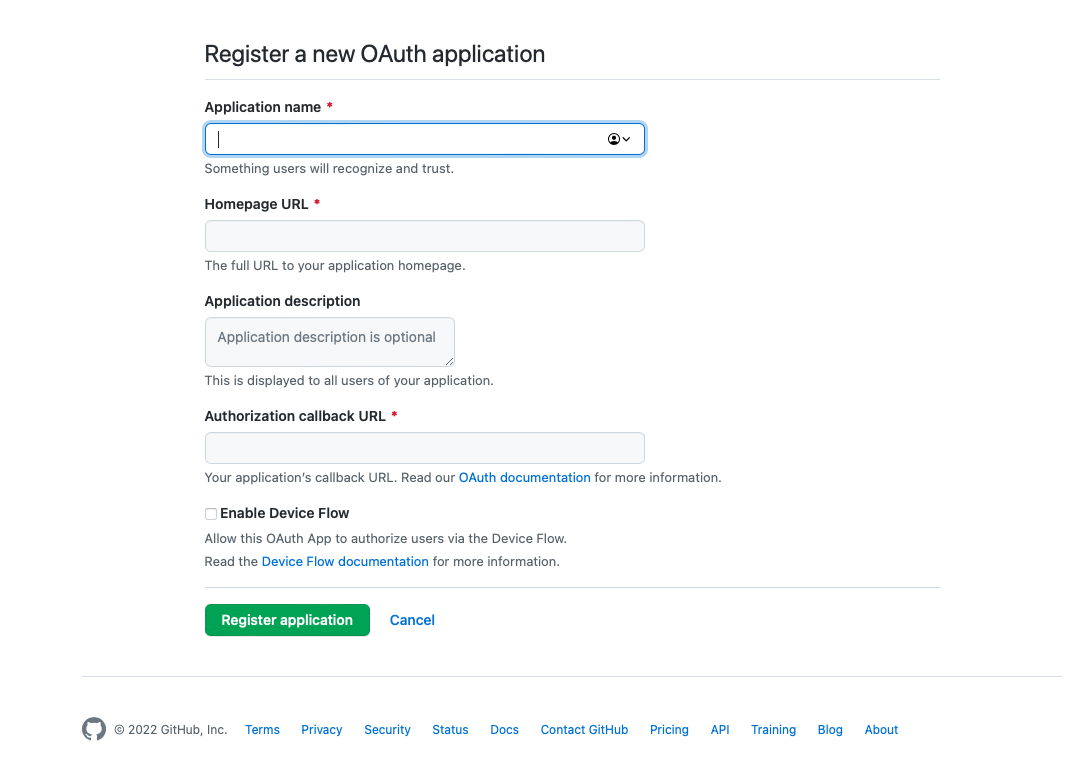 Register a new OAuth application
Application name *
Something users will recognize and trust.
Homepage URL *
The full URL to your application homepage.
Application description
Application description is optional
This is displayed to all users of your application.
Authorization callback URL *
Your application's callback URL. Read our OAuth documentation for more information.
Enable Device Flow
Allow this OAuth App to authorize users via the Device Flow.
Read the Device Flow documentation for more information.
Register application Cancel
© 2022 GitHub, Inc. Terms Privacy Security Status Docs Contact GitHub Pricing API Training Blog About